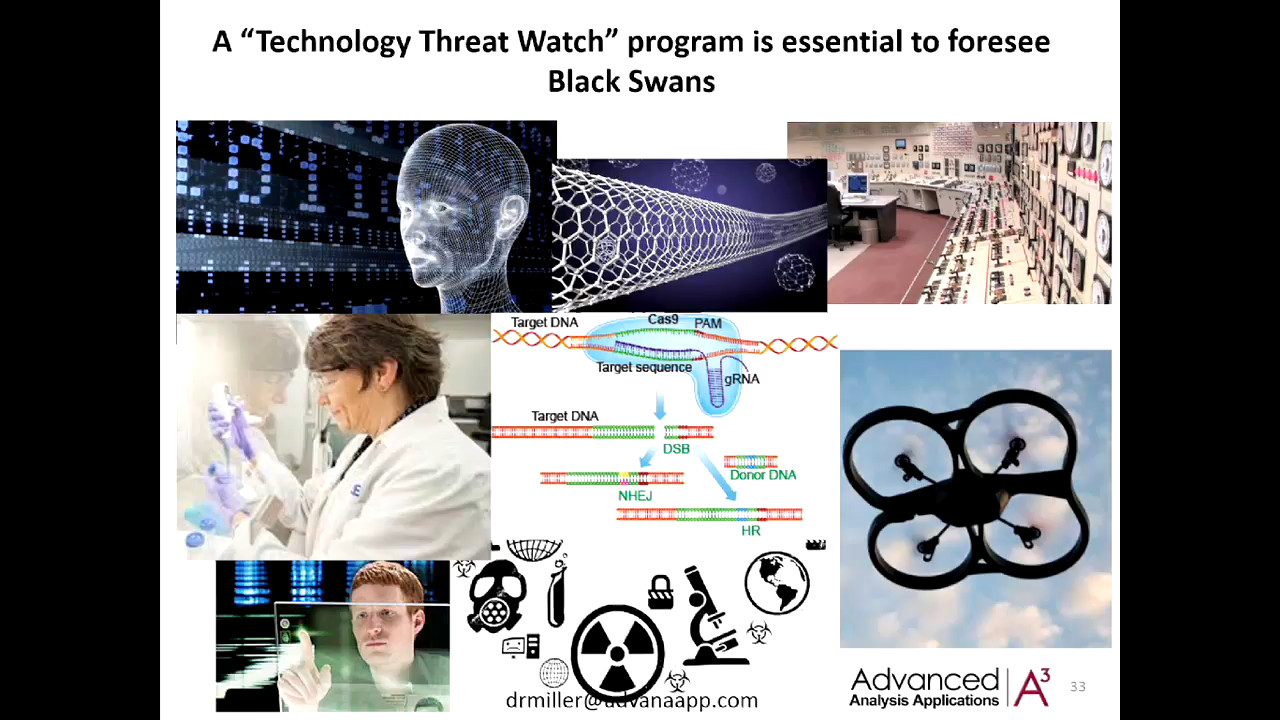 A “Technology Threat Watch” program is essential to foresee
Black Swans
Target DNA
Cas9
PAM
Target sequence
gRNA
Target DNA
DSB
Donor DNA
NHEJ
HR
drmiller@advanaapp.com
Advanced
Analysis Applications
A3
33